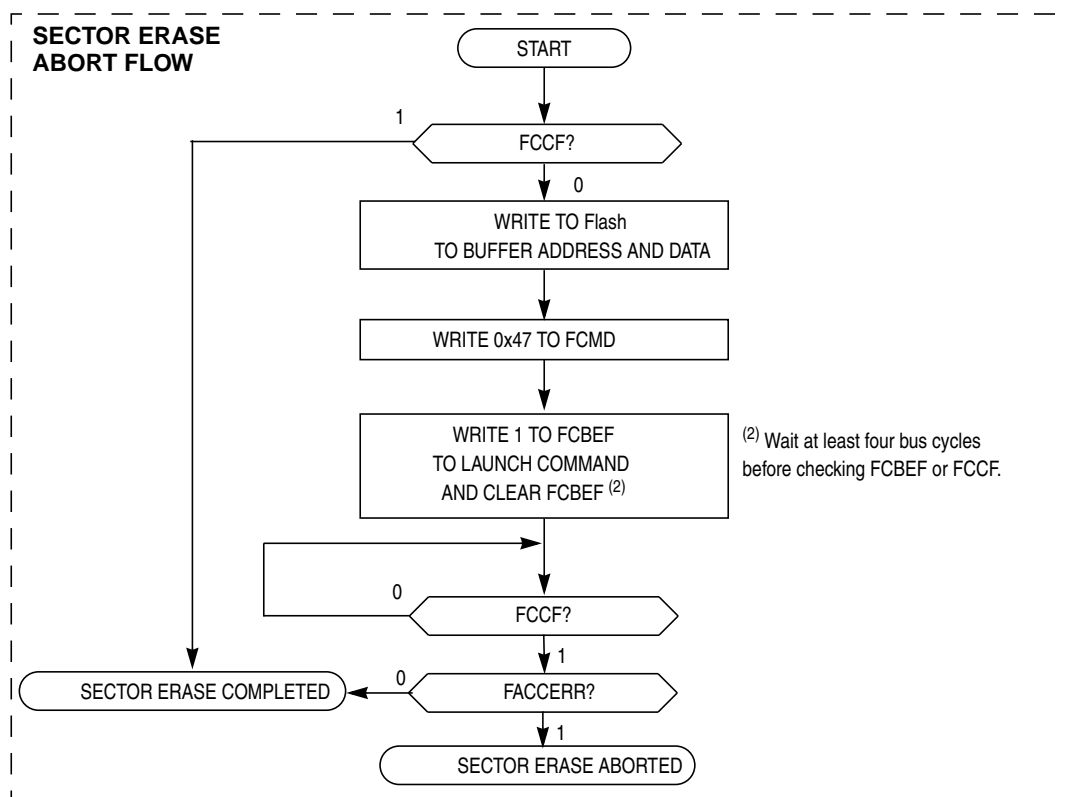 SECTOR ERASE
ABORT FLOW
START
1
FCCF?
0
WRITE TO Flash
TO BUFFER ADDRESS AND DATA
WRITE 0x47 TO FCMD
WRITE 1 TO FCBEF
TO LAUNCH COMMAND
AND CLEAR FCBEF (2)
(2) Wait at least four bus cycles
before checking FCBEF or FCCF.
0
FCCF?
1
SECTOR ERASE COMPLETED
0
FACCERR?
1
SECTOR ERASE ABORTED